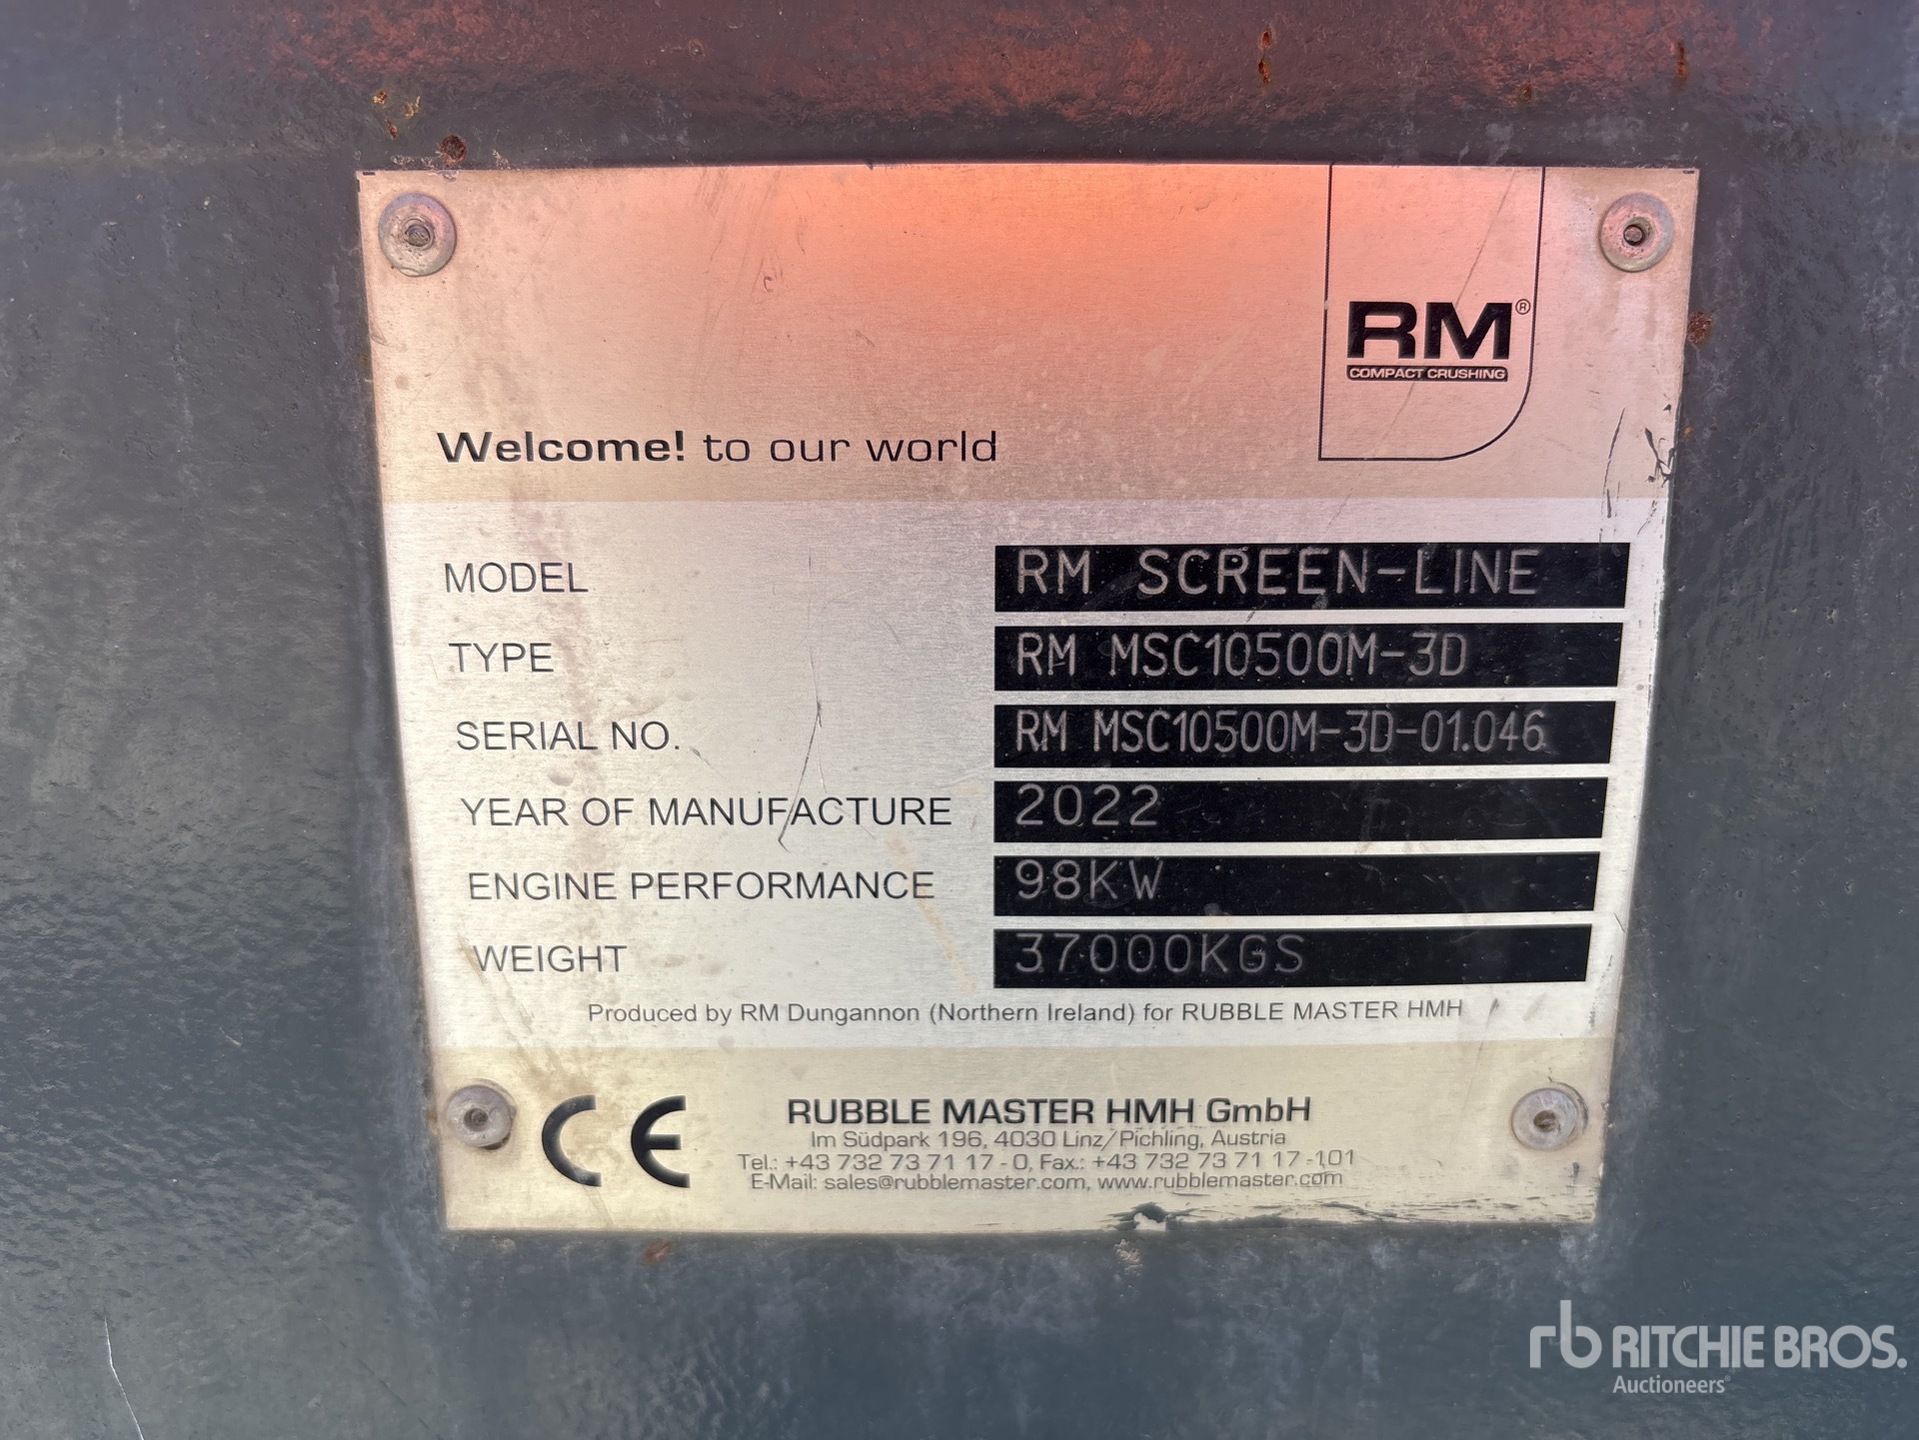 RM®
COMPACT CRUSHING
Welcome! to our world
MODEL RM SCREEN-LINE
TYPE RM MSC10500M-3D
SERIAL NO. RM MSC10500M-3D-01.046
YEAR OF MANUFACTURE 2022
ENGINE PERFORMANCE 98KW
WEIGHT 37000KGS
Produced by RM Dungannon (Northern Ireland) for RUBBLE MASTER HMH
CE
RUBBLE MASTER HMH GmbH
Im Südpark 196, 4030 Linz/Pichling, Austria
Tel.: +43 732 73 71 17 - 0, Fax.: +43 732 73 71 17 -101
E-Mail: sales@rubblemaster.com, www.rubblemaster.com
rb RITCHIE BROS.
Auctioneers®